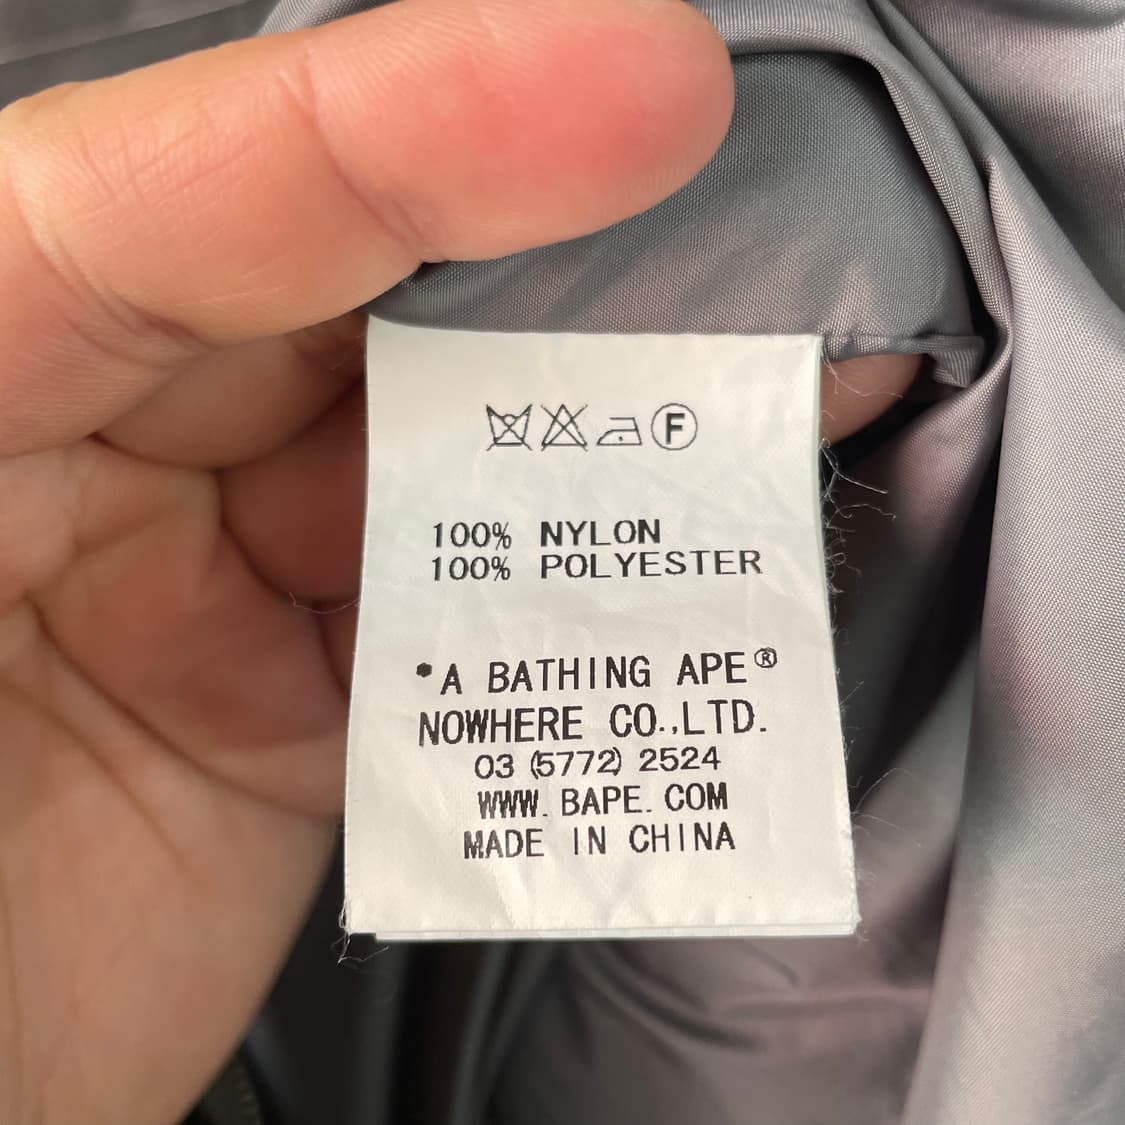 F
100% NYLON
100% POLYESTER
*A BATHING APE®
NOWHERE CO.,LTD.
03 (5772) 2524
WWW. BAPE. COM
MADE IN CHINA